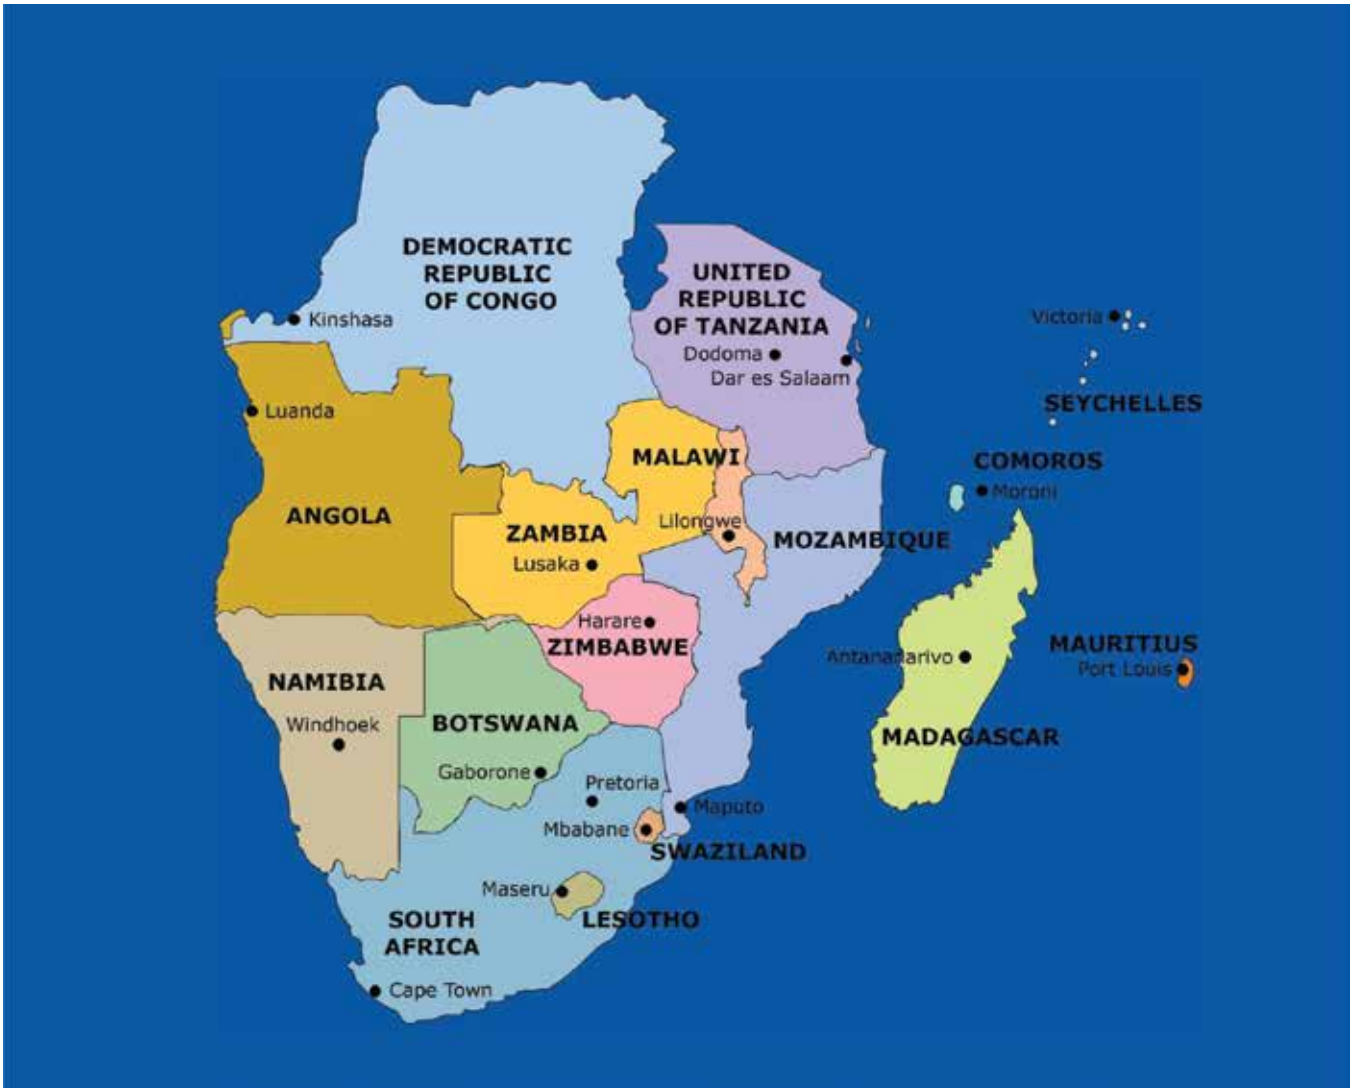 DEMOCRATIC
REPUBLIC
OF CONGO
Kinshasa
UNITED
REPUBLIC
OF TANZANIA
Dodoma
Dar es Salaam
Victoria
SEYCHELLES
Luanda
ANGOLA
MALAWI
Lilongwe
COMOROS
Moroni
ZAMBIA
Lusaka
MOZAMBIQUE
Harare
ZIMBABWE
Antananarivo
MADAGASCAR
MAURITIUS
Port Louis
NAMIBIA
Windhoek
BOTSWANA
Gaborone
Pretoria
Maputo
Mbabane
SWAZILAND
Maseru
LESOTHO
SOUTH
AFRICA
Cape Town